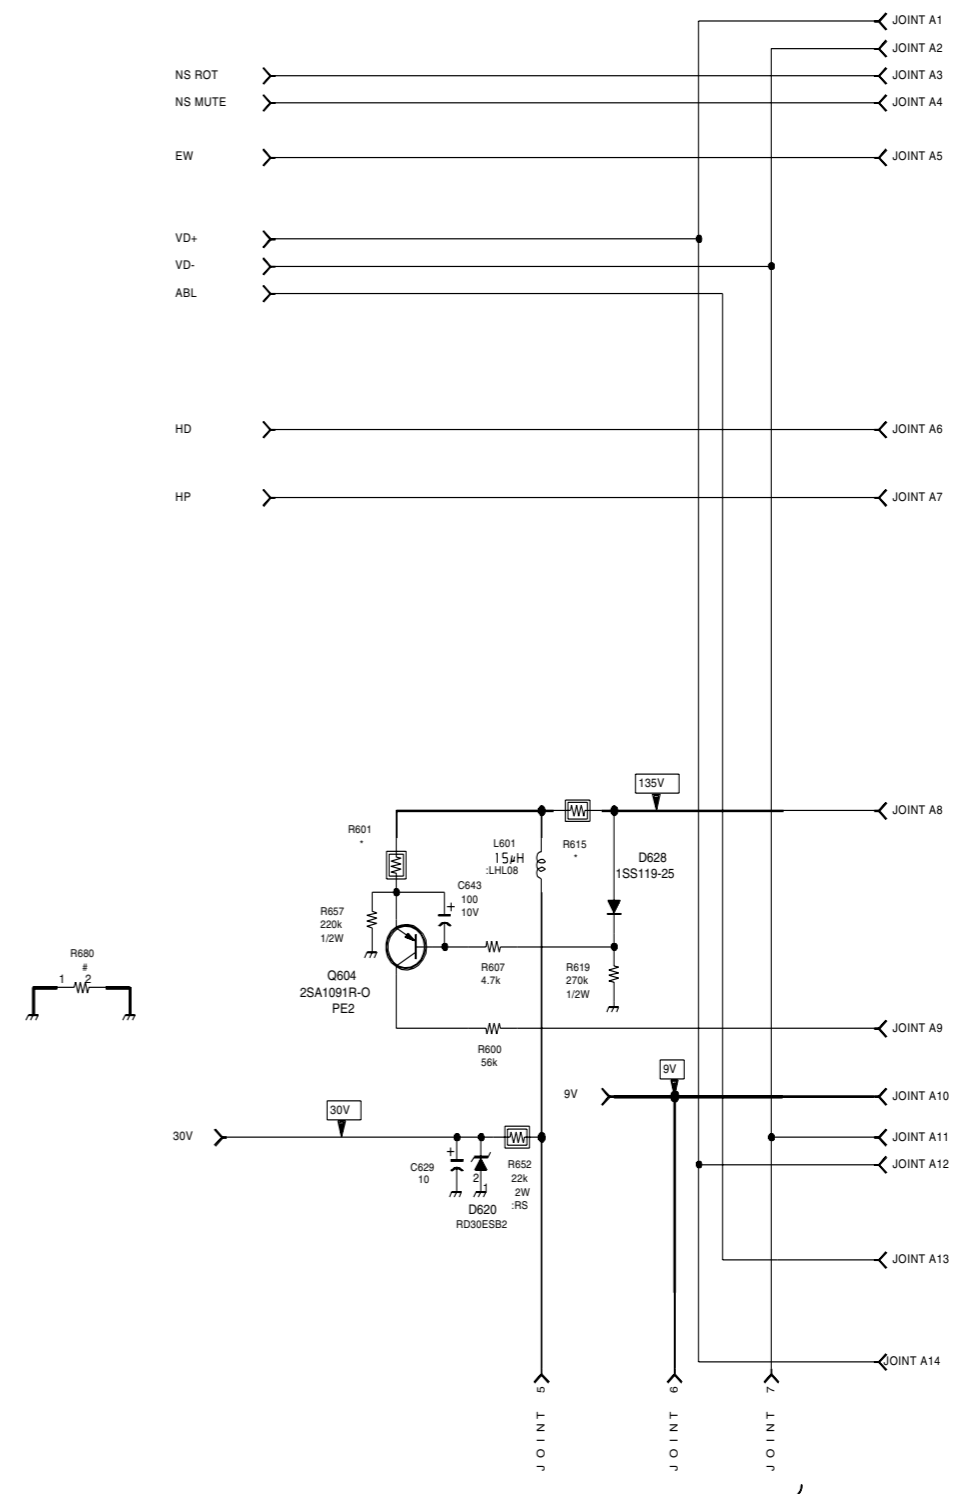 JOINT A1
JOINT A2
NS ROT
JOINT A3
NS MUTE
JOINT A4
EW
JOINT A5
VD+
VD-
ABL
HD
JOINT A6
HP
JOINT A7
135V
JOINT A8
R601
*
L601
15µH
:LHL08
R615
*
D628
1SS119-25
C643
100
10V
+
R657
220k
1/2W
R680
#
1 2
Q604
2SA1091R-O
PE2
R607
4.7k
R619
270k
1/2W
JOINT A9
R600
56k
9V
9V
JOINT A10
30V
30V
JOINT A11
+
C629
10
2
1
D620
RD30ESB2
R652
22k
2W
:RS
JOINT A12
JOINT A13
JOINT A14
JOINT 5
JOINT 6
JOINT 7